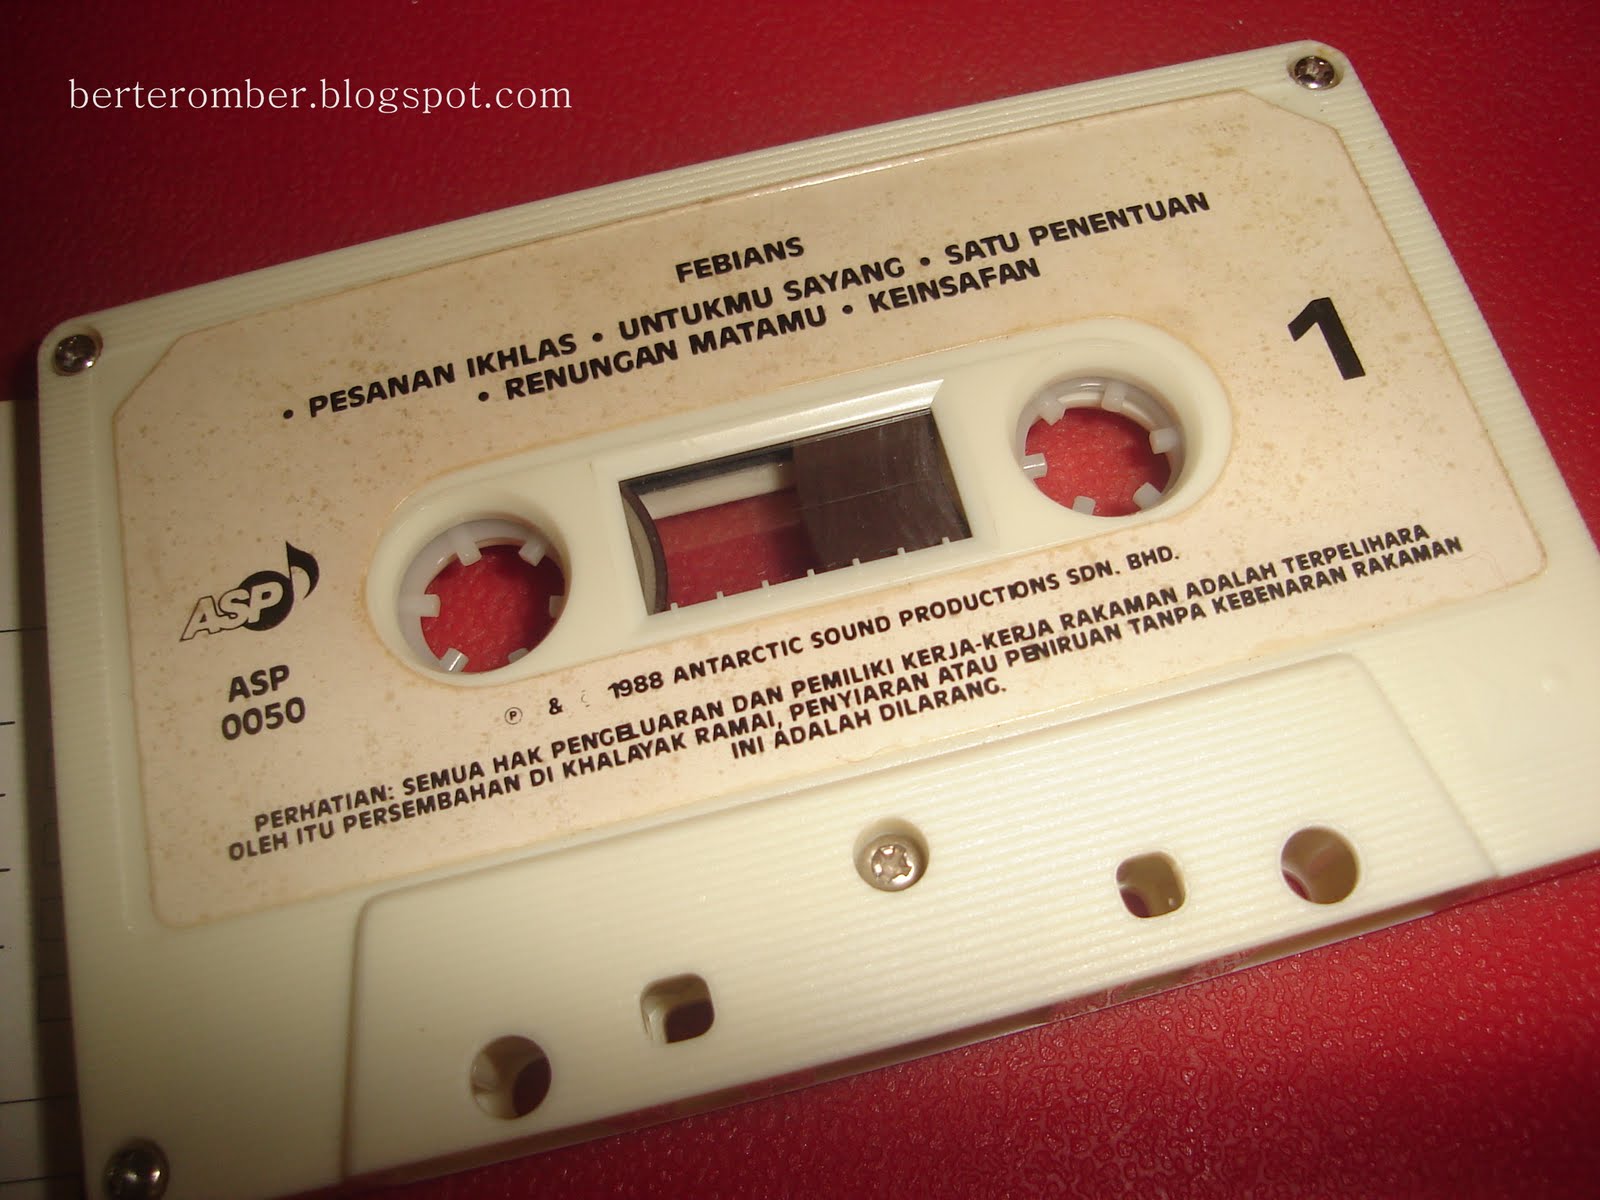 berteromber.blogspot.com
FEBIANS
• PESANAN IKHLAS • UNTUKMU SAYANG • SATU PENENTUAN
• RENUNGAN MATAMU • KEINSAFAN
1
ASP
ASP
0050
℗ & 1988 ANTARCTIC SOUND PRODUCTIONS SDN. BHD.
PERHATIAN: SEMUA HAK PENGELUARAN DAN PEMILIKI KERJA-KERJA RAKAMAN ADALAH TERPELIHARA
OLEH ITU PERSEMBAHAN DI KHALAYAK RAMAI, PENYIARAN ATAU PENIRUAN TANPA KEBENARAN RAKAMAN
INI ADALAH DILARANG.